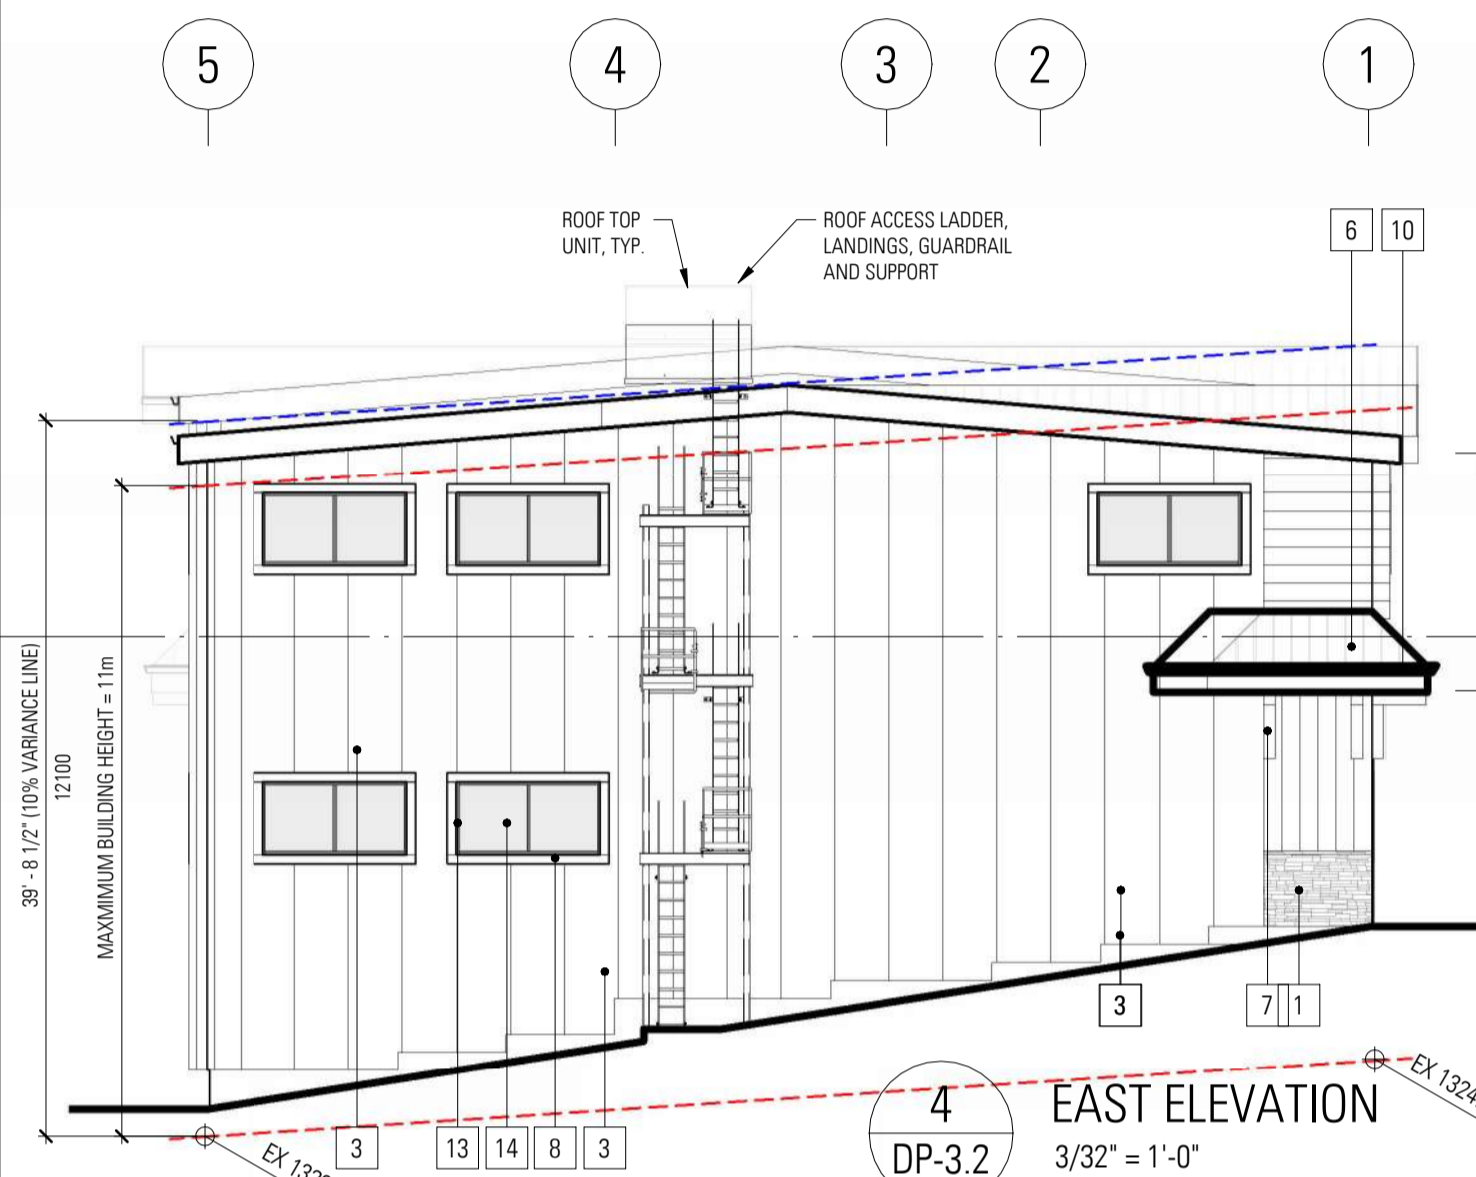 5
4
3
2
1
ROOF TOP
UNIT, TYP.
ROOF ACCESS LADDER,
LANDINGS, GUARDRAIL
AND SUPPORT
6
10
39' - 8 1/2" (10% VARIANCE LINE)
12100
MAXMIMUM BUILDING HEIGHT = 11m
3
7
1
3
13
14
8
3
EX
EX
4
DP-3.2
EAST ELEVATION
3/32" = 1'-0"